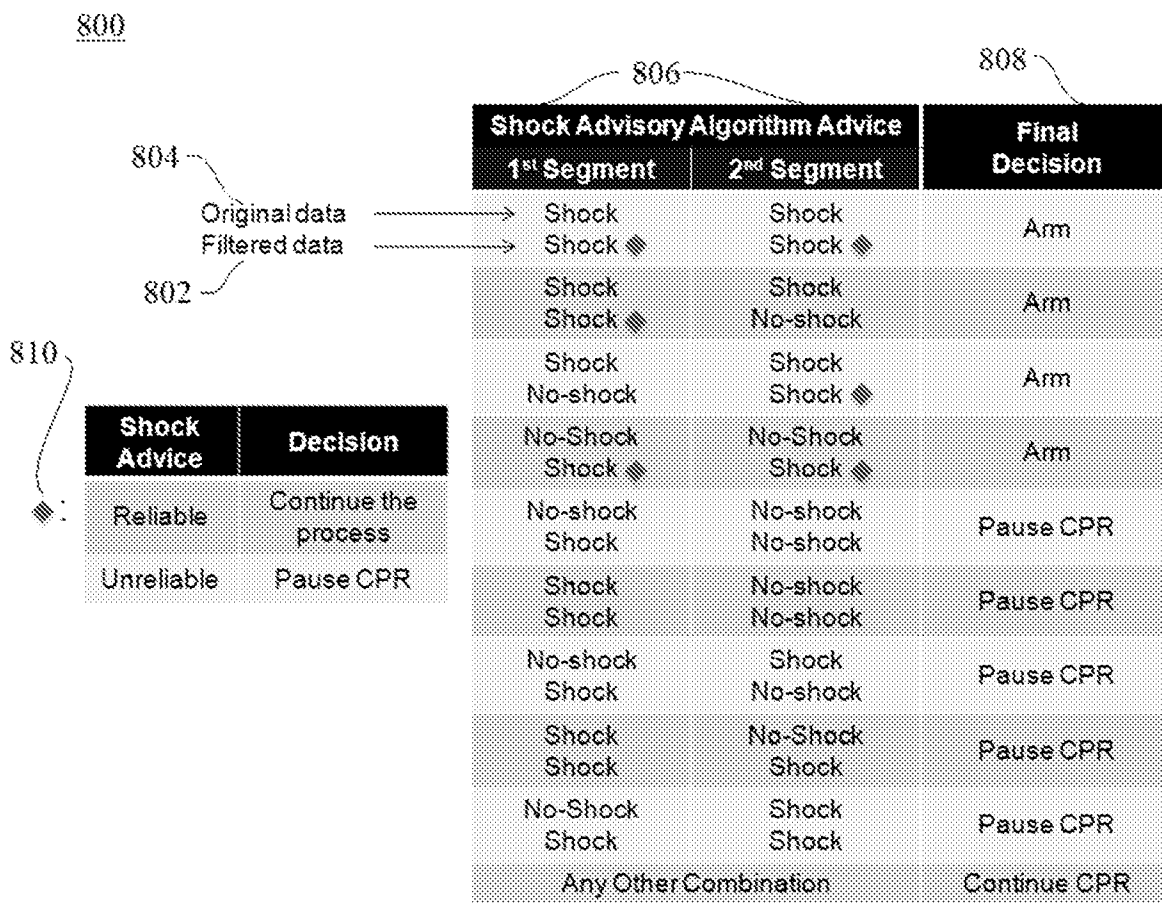 800
806
808
Shock Advisory Algorithm Advice
Final
Decision
1st Segment
2nd Segment
804
Original data
Shock
Shock
Arm
Filtered data
Shock
Shock
802
Shock
Shock
Arm
Shock
No-shock
810
Shock
Shock
Arm
No-shock
Shock
Shock
Advice
Decision
No-Shock
No-Shock
Arm
Shock
Shock
:
Reliable
Continue the
process
No-shock
No-shock
Pause CPR
Shock
No-shock
Unreliable
Pause CPR
Shock
No-shock
Pause CPR
Shock
No-shock
No-shock
Shock
Pause CPR
Shock
No-shock
Shock
No-Shock
Pause CPR
Shock
Shock
No-Shock
Shock
Pause CPR
Shock
Shock
Any Other Combination
Continue CPR